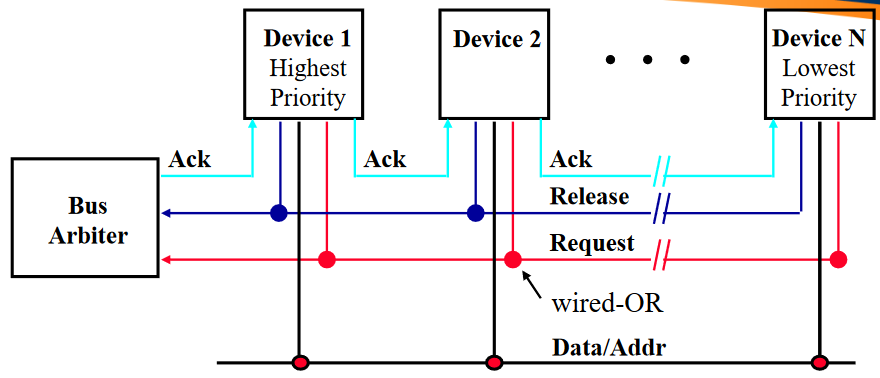 Device 1
Highest
Priority
Device 2
• • •
Device N
Lowest
Priority
Ack
Ack
Ack
Bus
Arbiter
Release
Request
wired-OR
Data/Addr